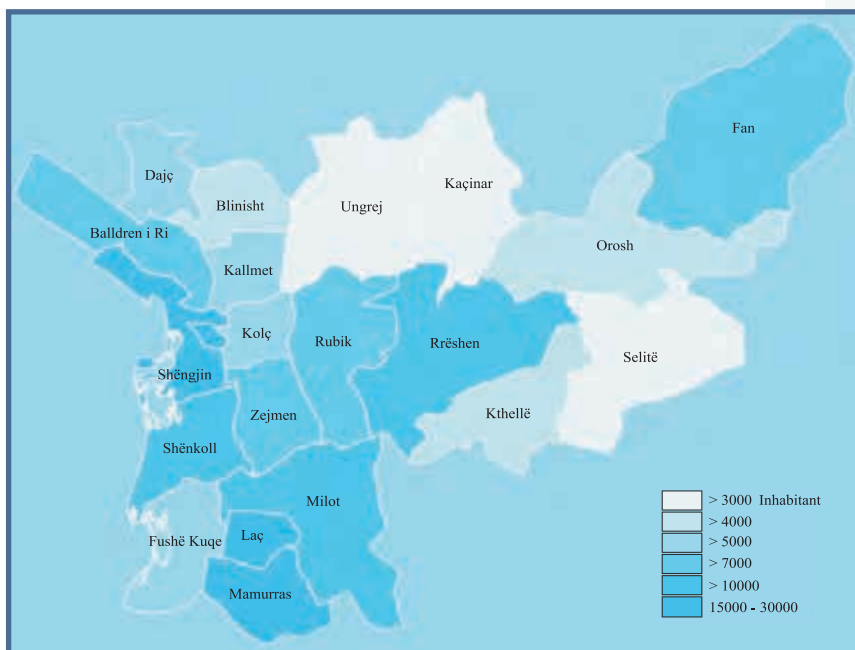 Fan
Kaçinar
Dajç
Blinisht
Ungrej
Balldren i Ri
Orosh
Kallmet
Kolç
Rubik
Rrëshen
Selitë
Shëngjin
Zejmen
Kthellë
Shënkoll
Milot
Fushë Kuqe
Laç
Mamurras
> 3000 Inhabitant
> 4000
> 5000
> 7000
> 10000
15000 - 30000